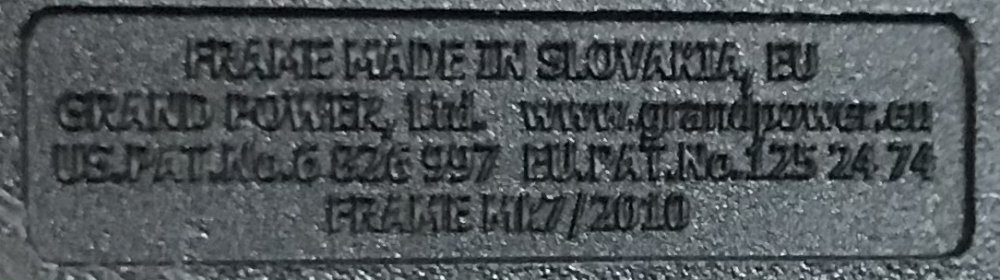 FRAME MADE IN SLOVAKIA, EU
GRAND POWER, Ltd. www.grandpower.eu
US.PAT.No.6 826 997 EU.PAT.No.125 24 74
FRAME MK7/2010